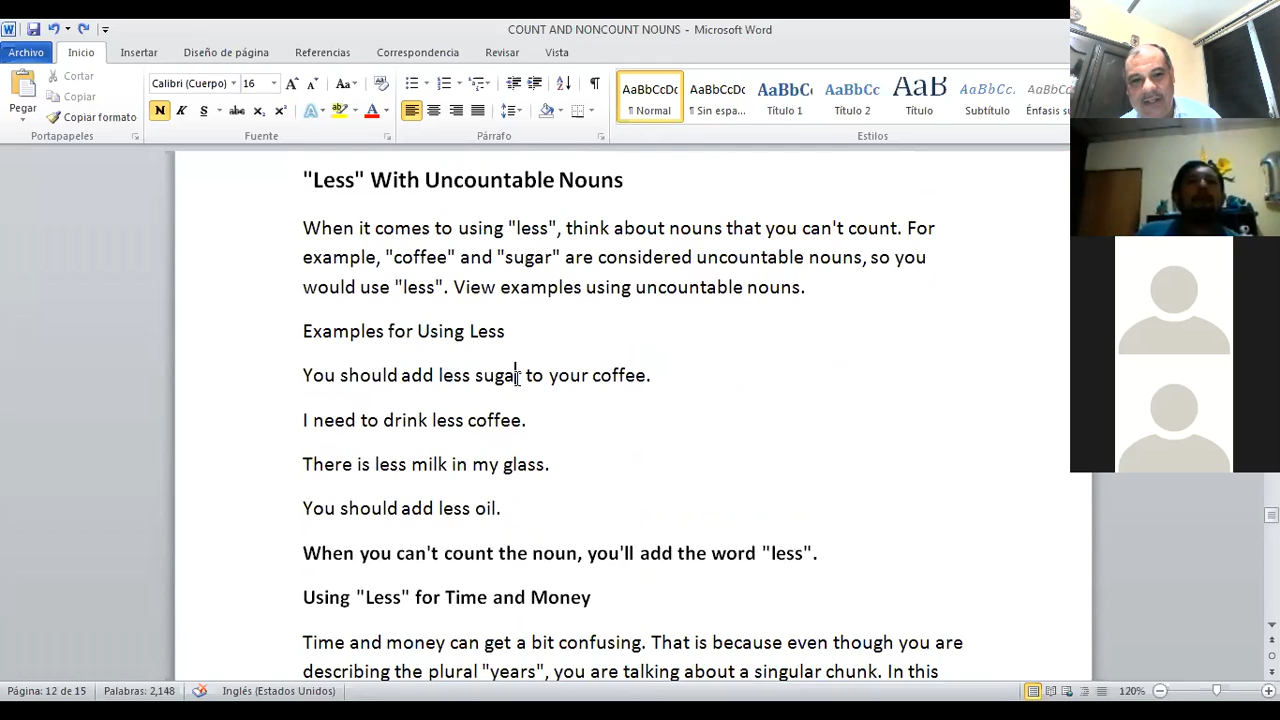 COUNT AND NONCOUNT NOUNS - Microsoft Word
Archivo Inicio Insertar Diseño de página Referencias Correspondencia Revisar Vista
Cortar
Copiar
Copiar formato
Pegar
Portapapeles
Calibri (Cuerpo) 16
Fuente
Párrafo
AaBbCcDc AaBbCcDc AaBbC AaBbCc AaB AaBbCc. AaBbCc
¶ Normal ¶ Sin espa... Título 1 Título 2 Título Subtítulo Énfasis su
Estilos
"Less" With Uncountable Nouns
When it comes to using "less", think about nouns that you can't count. For
example, "coffee" and "sugar" are considered uncountable nouns, so you
would use "less". View examples using uncountable nouns.
Examples for Using Less
You should add less sugar to your coffee.
I need to drink less coffee.
There is less milk in my glass.
You should add less oil.
When you can't count the noun, you'll add the word "less".
Using "Less" for Time and Money
Time and money can get a bit confusing. That is because even though you are
describing the plural "years", you are talking about a singular chunk. In this
Página: 12 de 15 Palabras: 2,148 Inglés (Estados Unidos) 120%